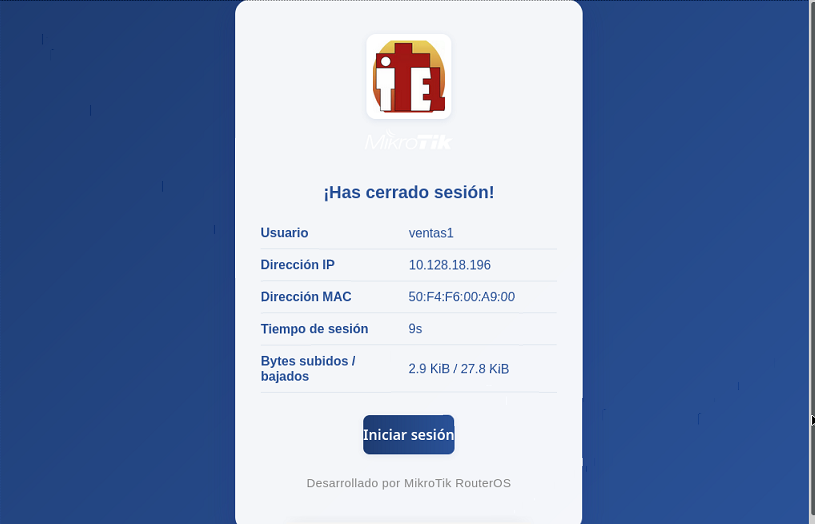 iTEL
MikroTik
¡Has cerrado sesión!
Usuario ventas1
Dirección IP 10.128.18.196
Dirección MAC 50:F4:F6:00:A9:00
Tiempo de sesión 9s
Bytes subidos /
bajados 2.9 KiB / 27.8 KiB
Iniciar sesión
Desarrollado por MikroTik RouterOS